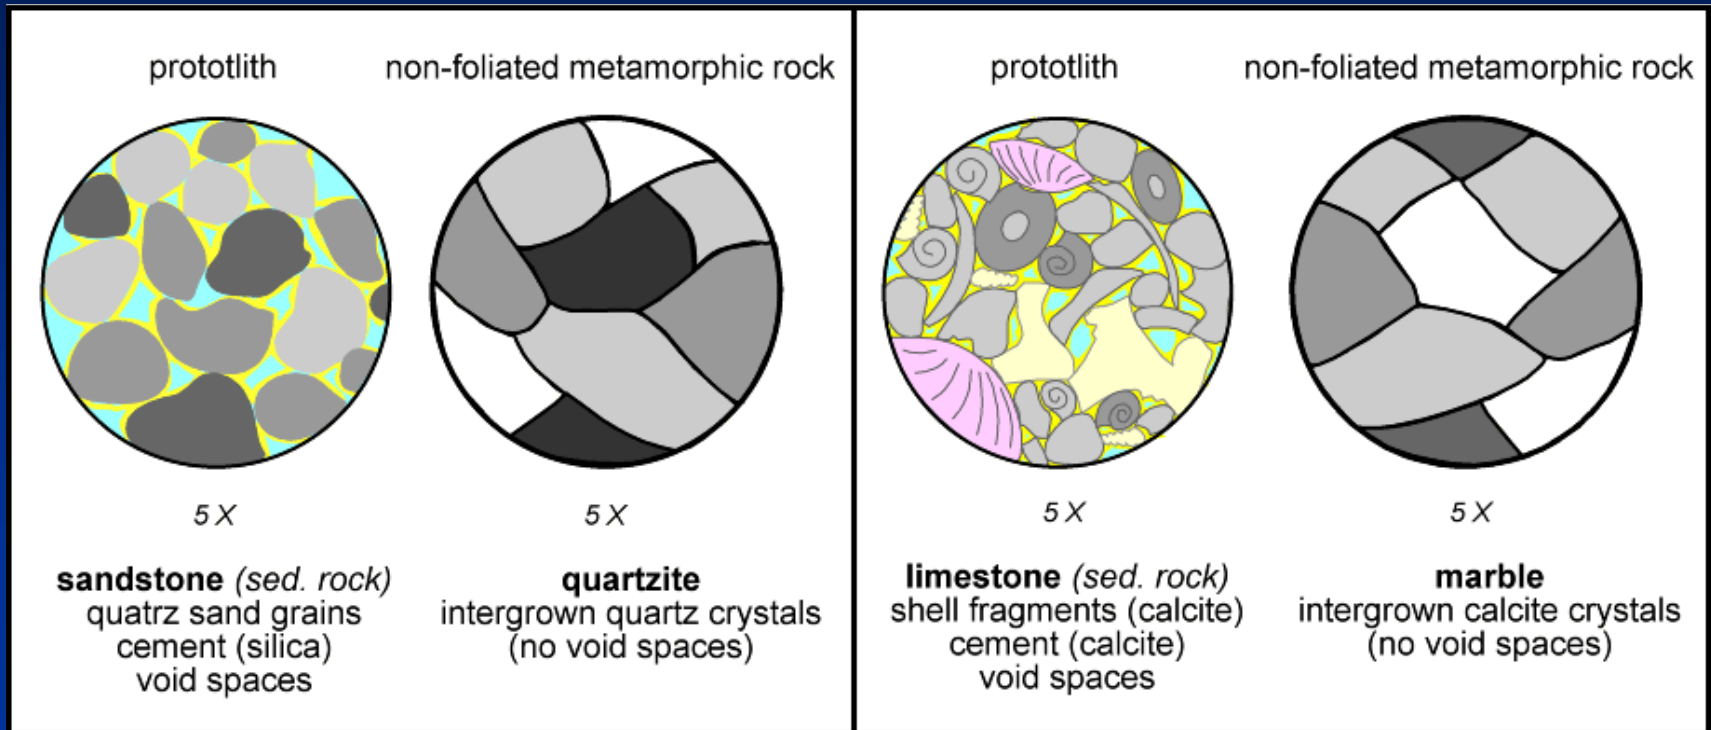 prototlith
non-foliated metamorphic rock
5 X
5 X
sandstone (sed. rock)
quatrz sand grains
cement (silica)
void spaces
quartzite
intergrown quartz crystals
(no void spaces)
prototlith
non-foliated metamorphic rock
5 X
5 X
limestone (sed. rock)
shell fragments (calcite)
cement (calcite)
void spaces
marble
intergrown calcite crystals
(no void spaces)